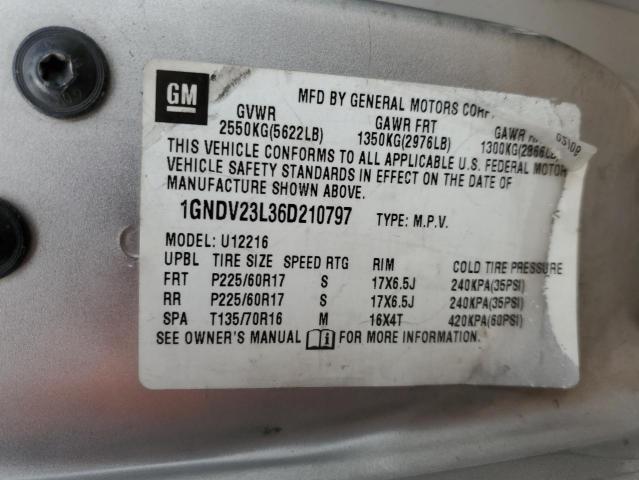 GM
MFD BY GENERAL MOTORS CORP
GVWR GAWR FRT GAWR
2550KG(5622LB) 1350KG(2976LB) 1300KG(2866LB
THIS VEHICLE CONFORMS TO ALL APPLICABLE U.S. FEDERAL MOTOR
VEHICLE SAFETY STANDARDS IN EFFECT ON THE DATE OF
MANUFACTURE SHOWN ABOVE.
1GNDV23L36D210797 TYPE: M.P.V.
MODEL: U12216
UPBL TIRE SIZE SPEED RTG RIM COLD TIRE PRESSURE
FRT P225/60R17 S 17X6.5J 240KPA(35PSI)
RR P225/60R17 S 17X6.5J 240KPA(35PSI)
SPA T135/70R16 M 16X4T 420KPA(60PSI)
SEE OWNER'S MANUAL FOR MORE INFORMATION.